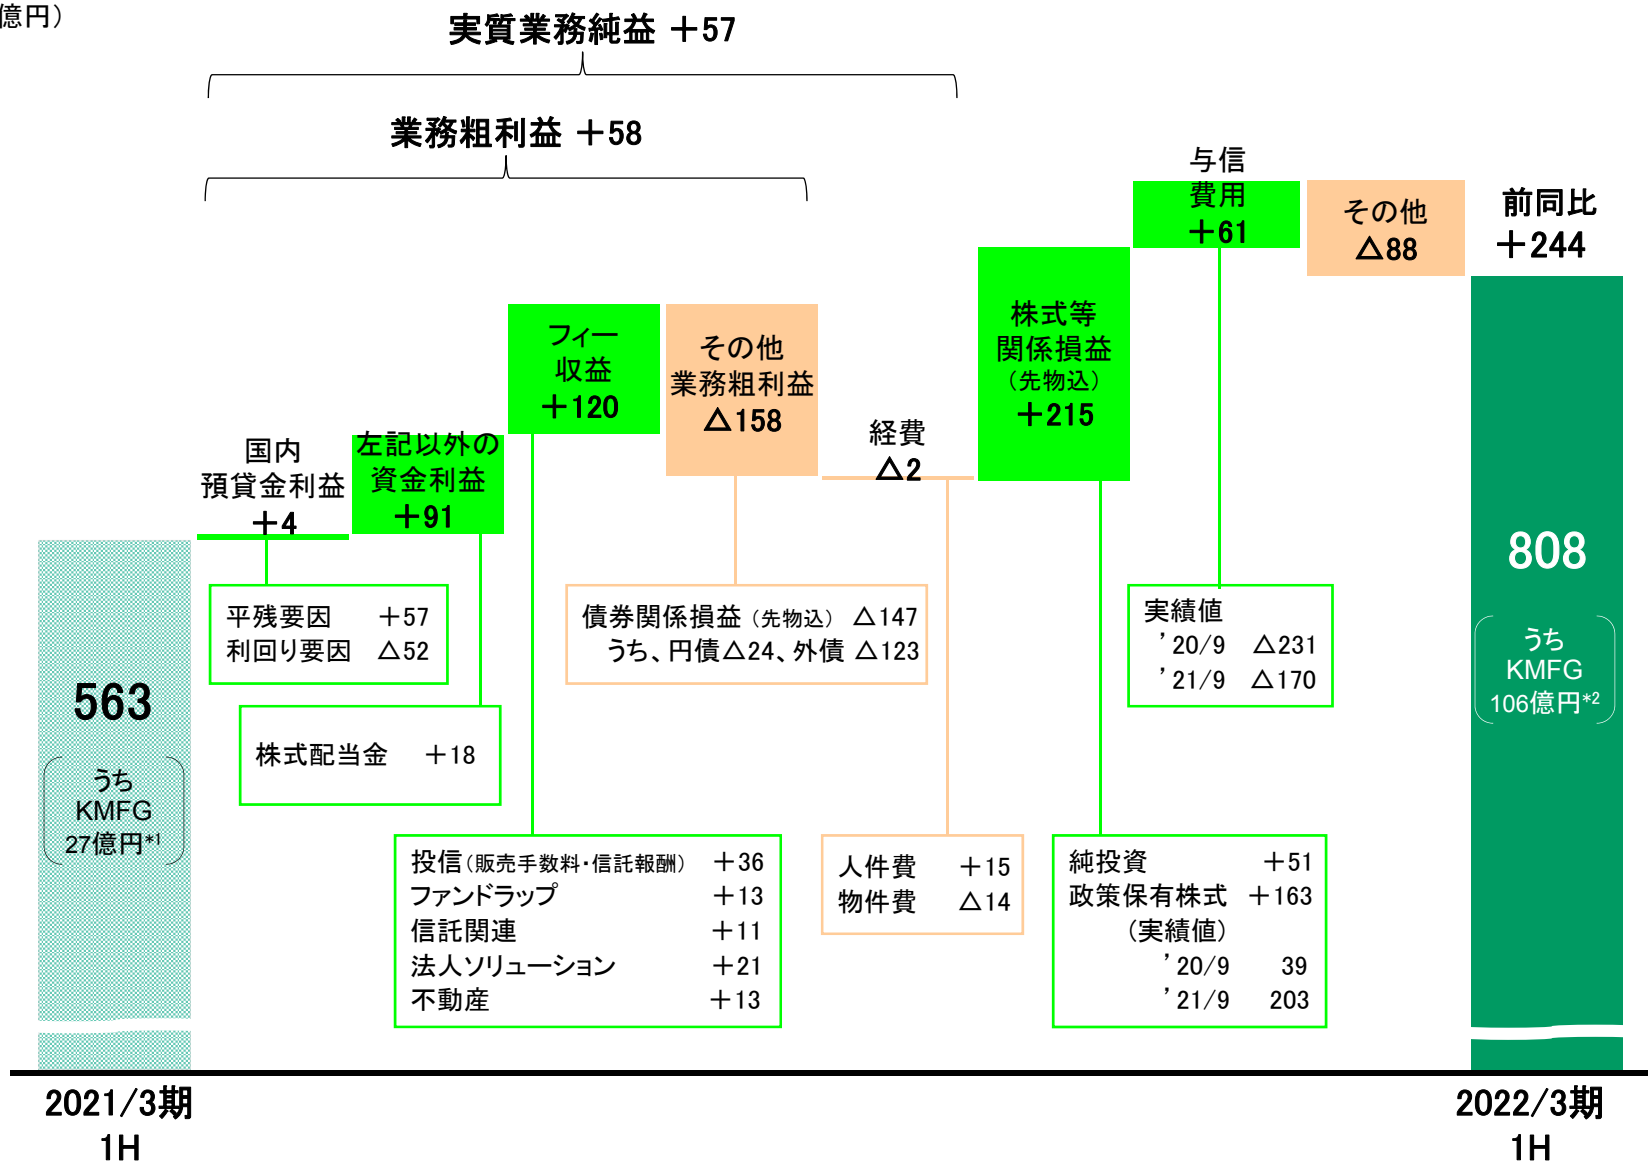 億円）
実質業務純益 ＋57
業務粗利益 ＋58
国内
預貸金利益
＋4
左記以外の
資金利益
＋91
フィー
収益
＋120
その他
業務粗利益
△158
経費
△2
株式等
関係損益
（先物込）
＋215
与信
費用
＋61
その他
△88
前同比
＋244
563
うち
KMFG
27億円*1
808
うち
KMFG
106億円*2
平残要因 ＋57
利回り要因 △52
株式配当金 ＋18
投信（販売手数料・信託報酬） ＋36
ファンドラップ ＋13
信託関連 ＋11
法人ソリューション ＋21
不動産 ＋13
債券関係損益（先物込） △147
うち、円債△24、外債 △123
人件費 ＋15
物件費 △14
純投資 ＋51
政策保有株式 ＋163
（実績値）
’20/9 39
’21/9 203
実績値
’20/9 △231
’21/9 △170
2021/3期
1H
2022/3期
1H